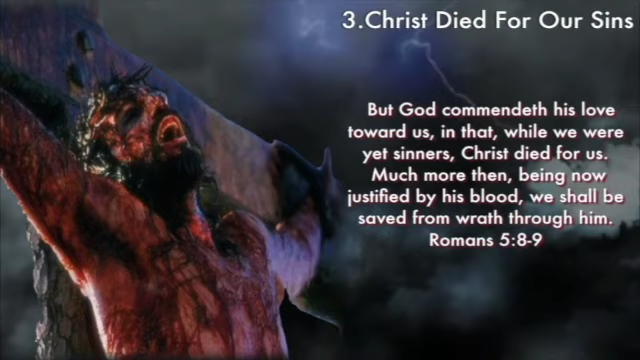 3.Christ Died For Our Sins
But God commendeth his love
toward us, in that, while we were
yet sinners, Christ died for us.
Much more then, being now
justified by his blood, we shall be
saved from wrath through him.
Romans 5:8-9